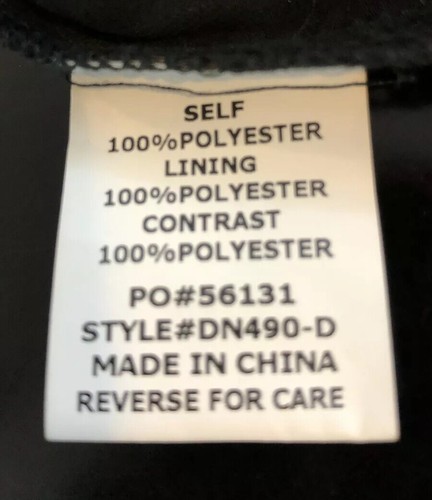 SELF
100%POLYESTER
LINING
100%POLYESTER
CONTRAST
100%POLYESTER
PO#56131
STYLE#DN490-D
MADE IN CHINA
REVERSE FOR CARE